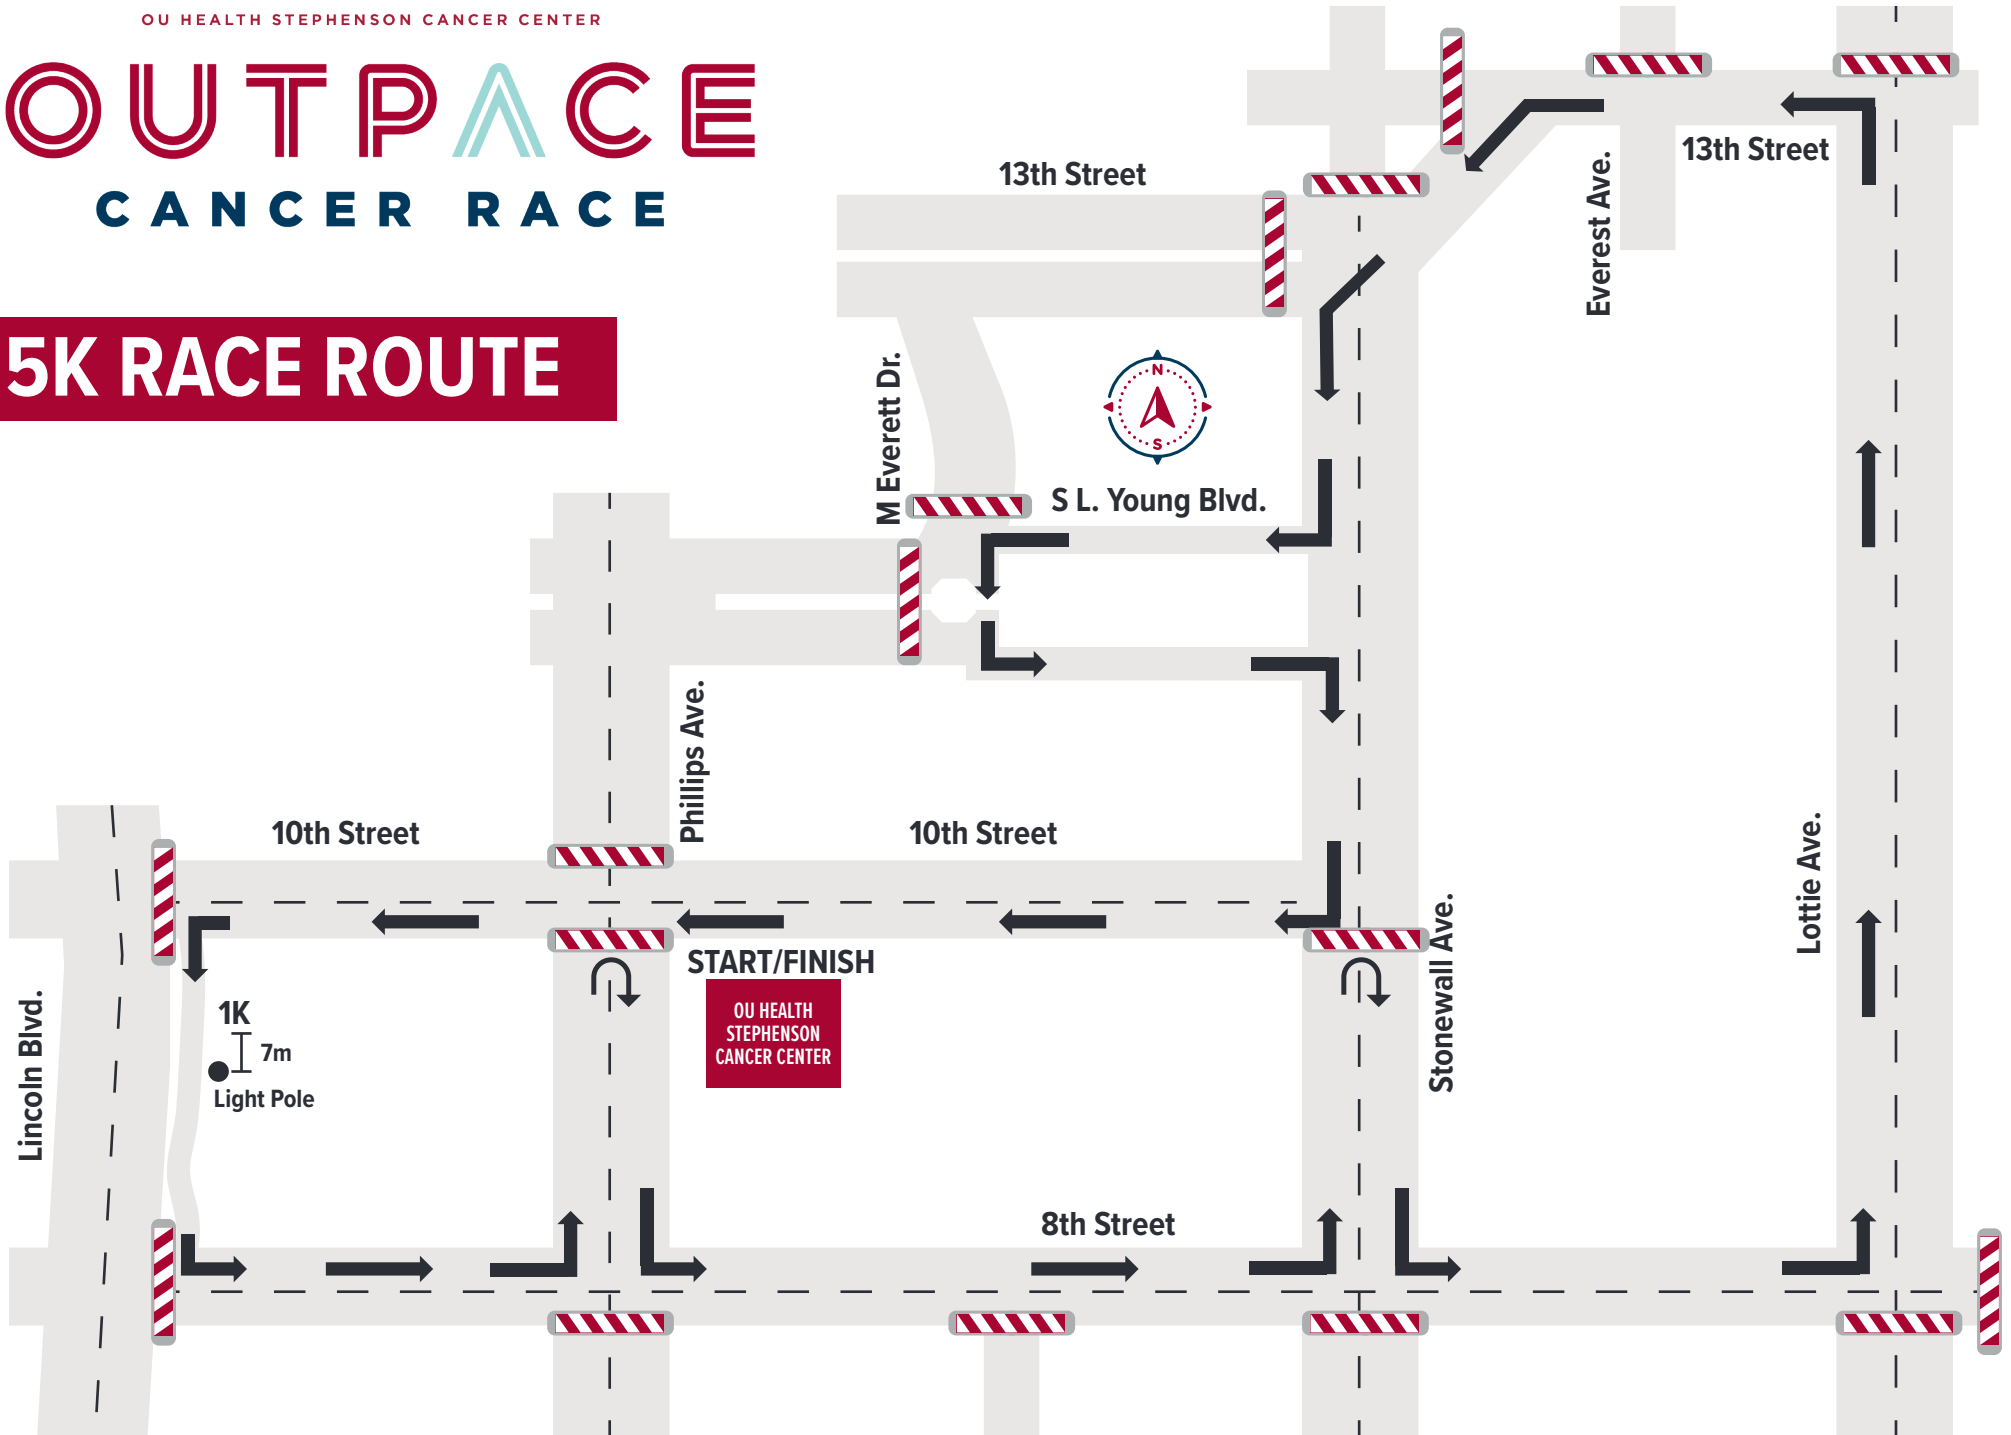 OU HEALTH STEPHENSON CANCER CENTER
OUTPACE
CANCER RACE
5K RACE ROUTE
13th Street
13th Street
Everest Ave.
M Everett Dr.
N
S
S L. Young Blvd.
Phillips Ave.
10th Street
10th Street
Lottie Ave.
Stonewall Ave.
START/FINISH
OU HEALTH
STEPHENSON
CANCER CENTER
Lincoln Blvd.
1K
7m
Light Pole
8th Street